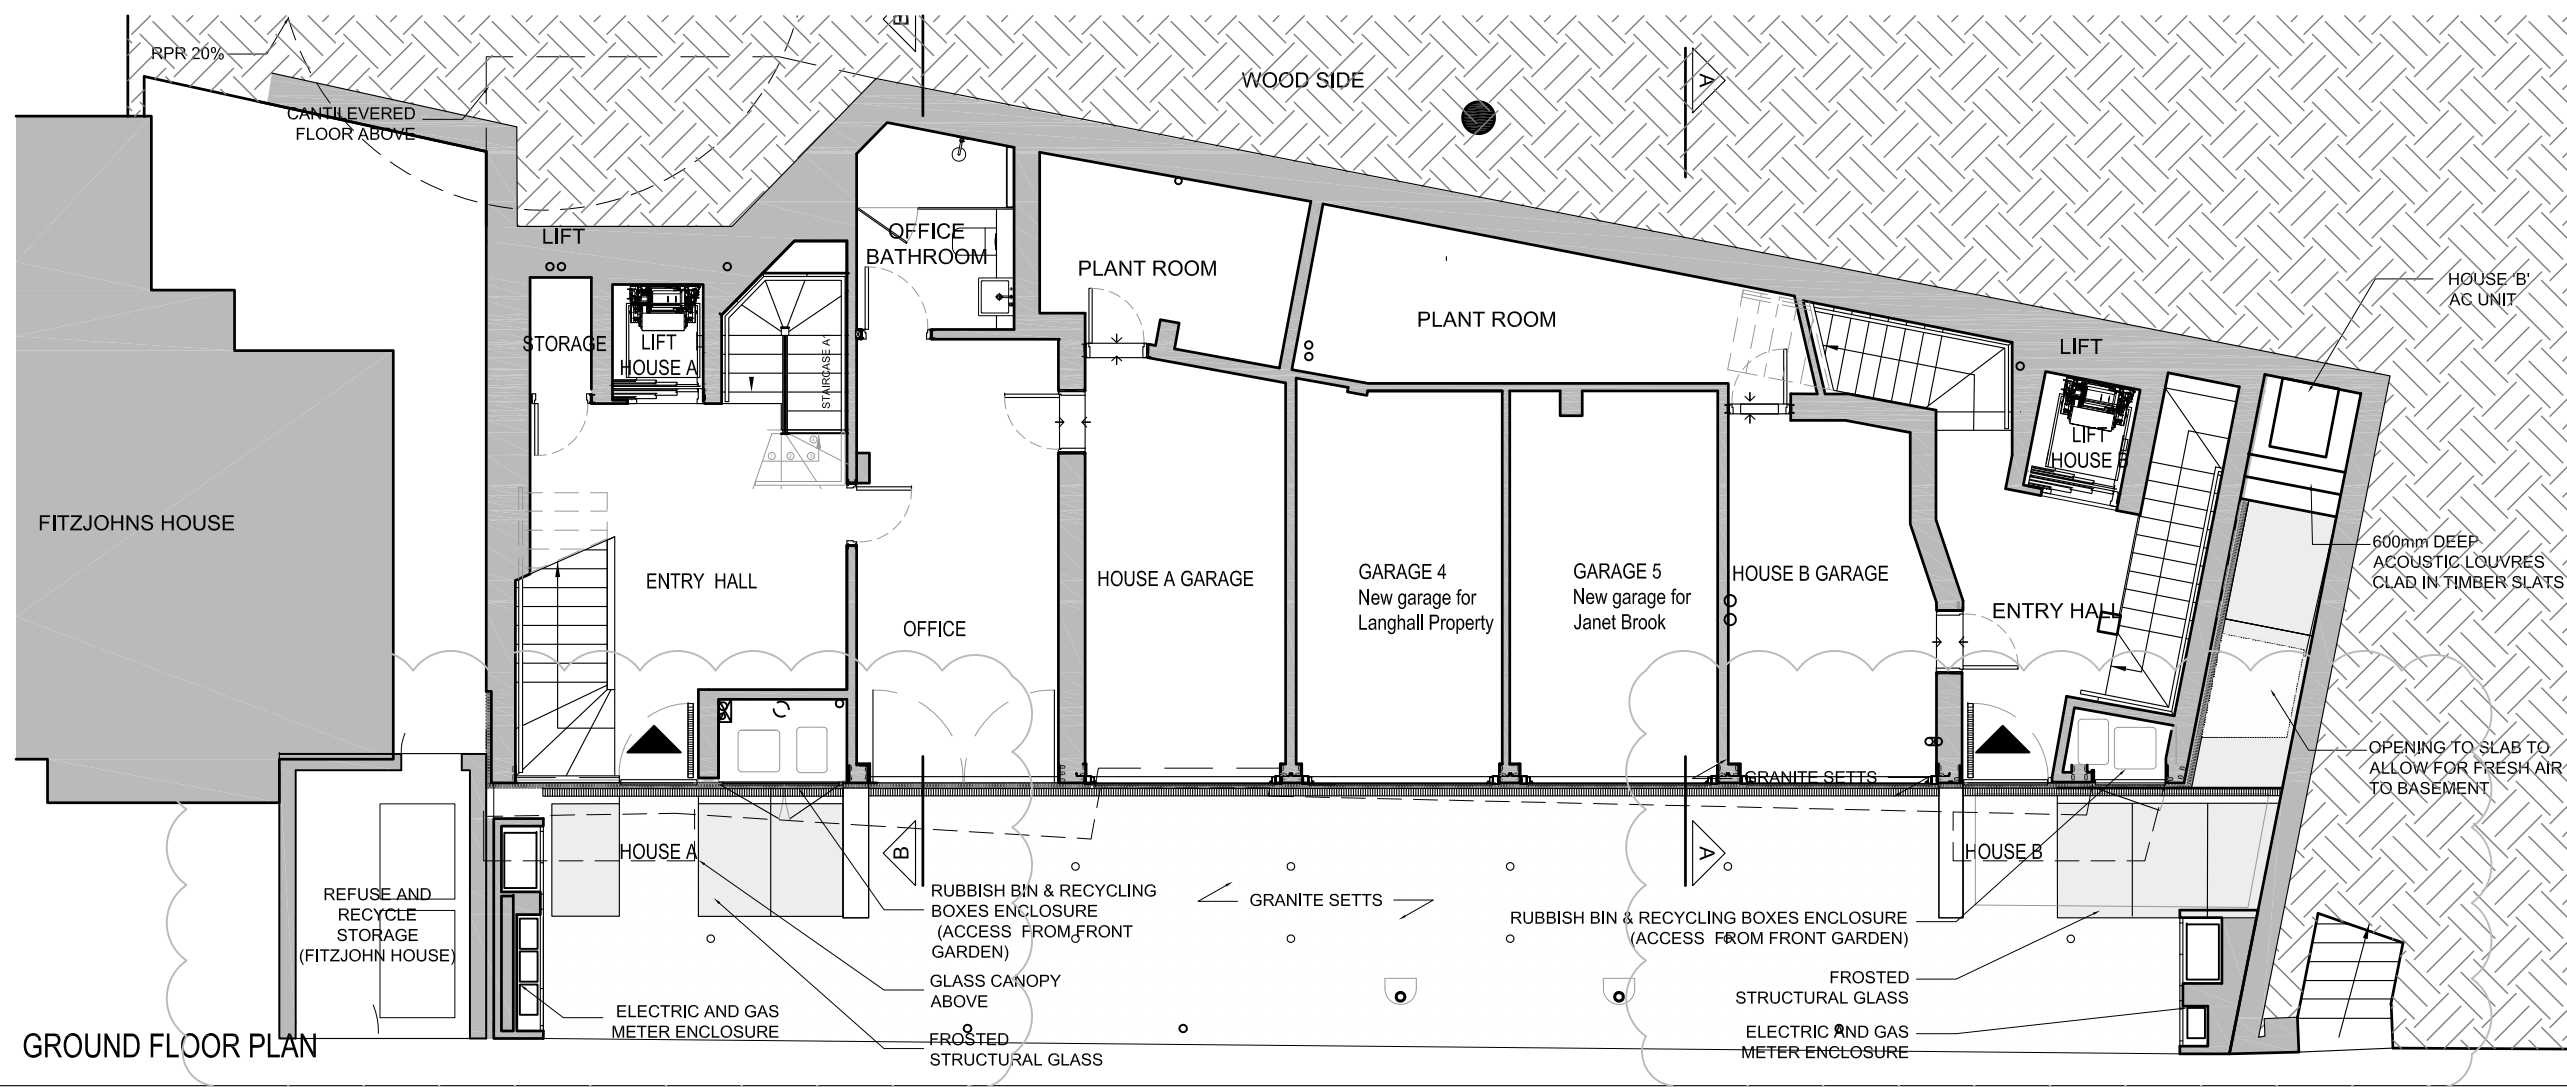 B
RPR 20%
WOOD SIDE
A
CANTILEVERED
FLOOR ABOVE
LIFT
OFFICE
BATHROOM
PLANT ROOM
PLANT ROOM
HOUSE 'B'
AC UNIT
STORAGE
LIFT
HOUSE A
STAIRCASE A1
LIFT
LIFT
HOUSE B
FITZJOHNS HOUSE
600mm DEEP
ACOUSTIC LOUVRES
CLAD IN TIMBER SLATS
ENTRY HALL
OFFICE
HOUSE A GARAGE
GARAGE 4
New garage for
Langhall Property
GARAGE 5
New garage for
Janet Brook
HOUSE B GARAGE
ENTRY HALL
OPENING TO SLAB TO
ALLOW FOR FRESH AIR
TO BASEMENT
GRANITE SETTS
HOUSE A
B
A
HOUSE B
REFUSE AND
RECYCLE
STORAGE
(FITZJOHN HOUSE)
RUBBISH BIN & RECYCLING
BOXES ENCLOSURE
(ACCESS FROM FRONT
GARDEN)
GRANITE SETTS
RUBBISH BIN & RECYCLING BOXES ENCLOSURE
(ACCESS FROM FRONT GARDEN)
GLASS CANOPY
ABOVE
FROSTED
STRUCTURAL GLASS
ELECTRIC AND GAS
METER ENCLOSURE
FROSTED
STRUCTURAL GLASS
ELECTRIC AND GAS
METER ENCLOSURE
GROUND FLOOR PLAN